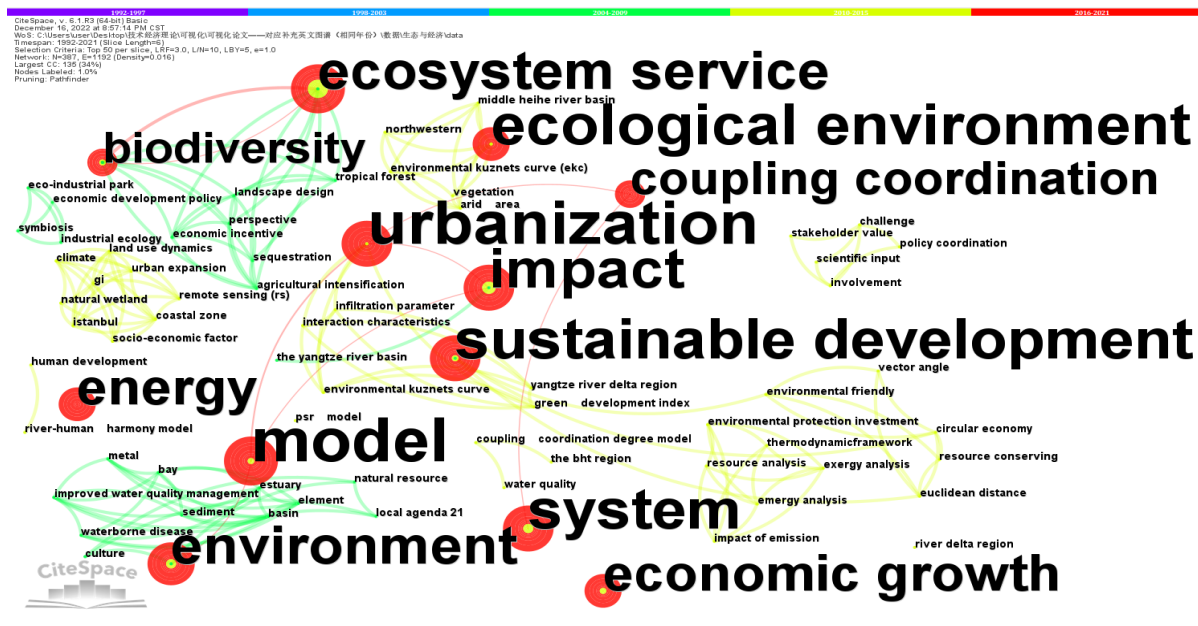 1992-1997 1998-2003 2004-2009 2010-2015 2016-2021
CiteSpace, v. 6.1.R3 (64-bit) Basic
December 16, 2022 at 8:57:14 PM CST
WoS: C:\Users\user\Desktop\技术经济理论\可视化\可视化论文——对应补充英文图谱（相同年份）\数据\生态与经济\data
Timespan: 1992-2021 (Slice Length=6)
Selection Criteria: Top 50 per slice, LRF=3.0, L/N=10, LBY=5, e=1.0
Network: N=387, E=1192 (Density=0.016)
Largest CC: 135 (34%)
Nodes Labeled: 1.0%
Pruning: Pathfinder
ecosystem service
middle heihe river basin
northwestern
ecological environment
biodiversity
environmental kuznets curve (ekc)
tropical forest
eco-industrial park
landscape design
vegetation
coupling coordination
economic development policy
arid area
perspective
urbanization
challenge
symbiosis
economic incentive
stakeholder value
industrial ecology
policy coordination
land use dynamics
climate
sequestration
scientific input
urban expansion
impact
gi
agricultural intensification
involvement
natural wetland
remote sensing (rs)
infiltration parameter
istanbul
coastal zone
interaction characteristics
socio-economic factor
sustainable development
human development
the yangtze river basin
vector angle
energy
environmental kuznets curve
yangtze river delta region
environmental friendly
green development index
psr model
river-human harmony model
environmental protection investment
circular economy
model
coupling coordination degree model
thermodynamicframework
metal
the bht region
resource analysis
exergy analysis
resource conserving
bay
natural resource
estuary
water quality
improved water quality management
element
emergy analysis
euclidean distance
sediment
basin
local agenda 21
system
waterborne disease
impact of emission
environment
river delta region
culture
CiteSpace
economic growth